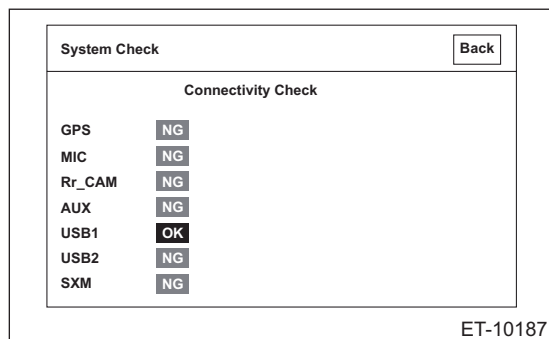 System Check Back
Connectivity Check
GPS NG
MIC NG
Rr_CAM NG
AUX NG
USB1 OK
USB2 NG
SXM NG
ET-10187